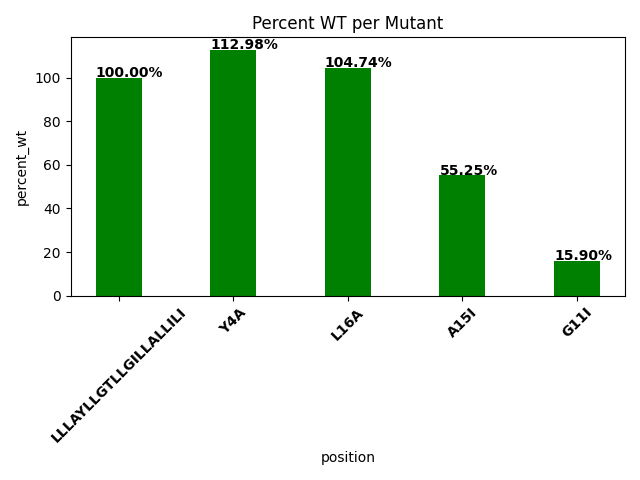 Percent WT per Mutant
percent_wt
100
80
60
40
20
0
100.00%
112.98%
104.74%
55.25%
15.90%
LLLAYLLGTLLGILLALLILI
Y4A
L16A
A15I
G11I
position